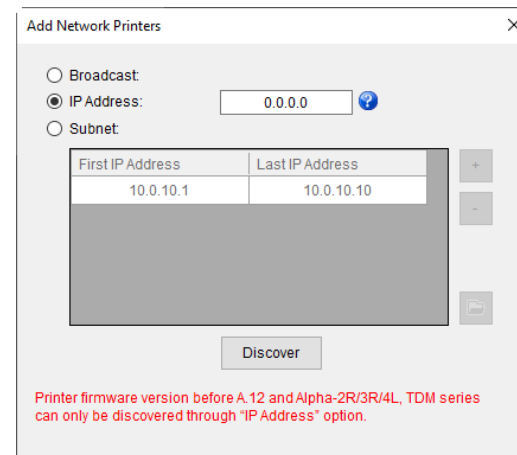 Add Network Printers
Broadcast:
IP Address: 0.0.0.0 ?
Subnet:
First IP Address Last IP Address +
10.0.10.1 10.0.10.10
-
Discover
Printer firmware version before A.12 and Alpha-2R/3R/4L, TDM series
can only be discovered through “IP Address” option.